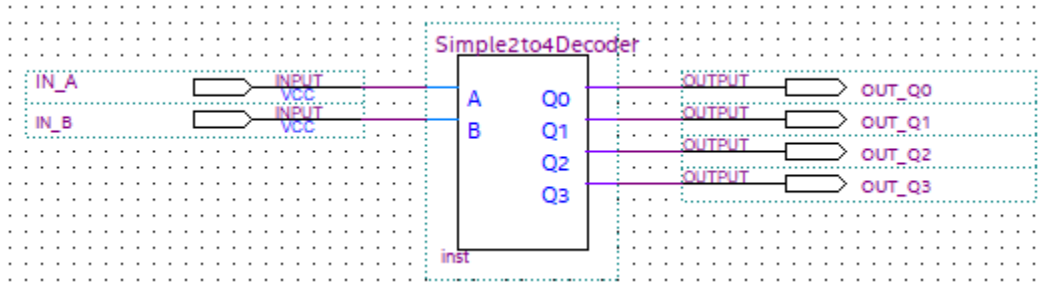 Simple2to4Decoder
IN_A INPUT VCC A Q0 OUTPUT OUT_Q0
IN_B INPUT VCC B Q1 OUTPUT OUT_Q1
Q2 OUTPUT OUT_Q2
Q3 OUTPUT OUT_Q3
inst